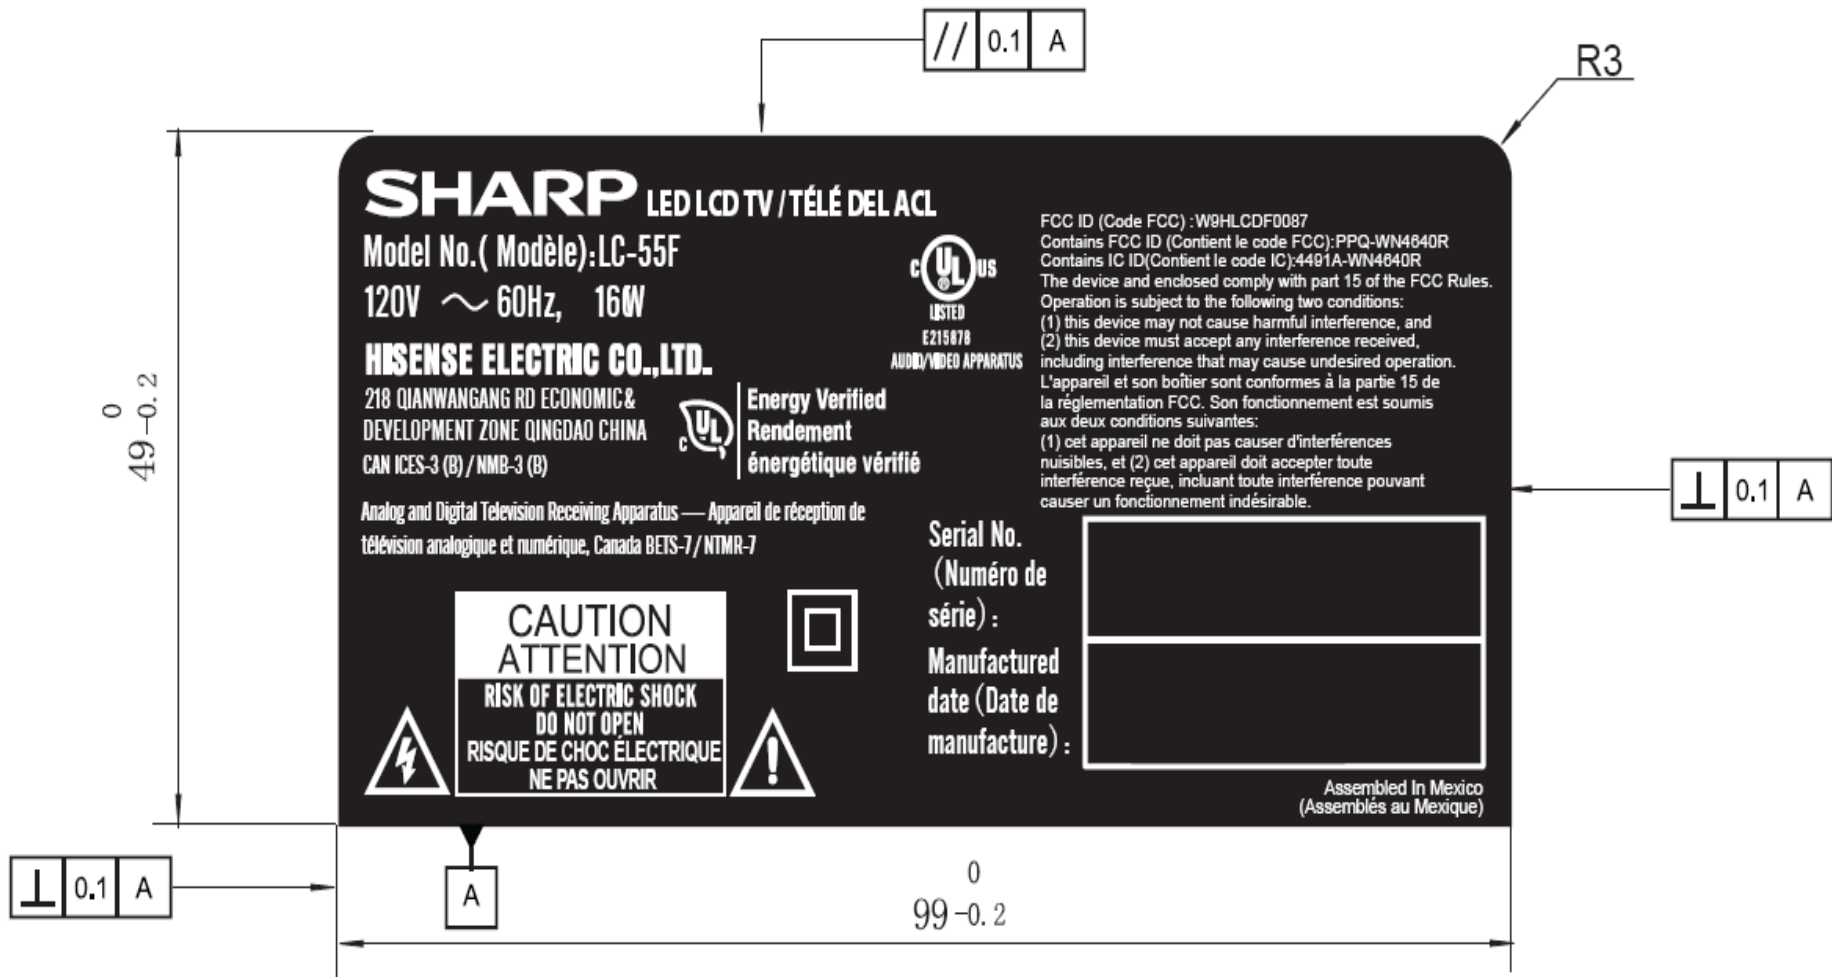 // 0.1 A
R3
SHARP LED LCD TV / TÉLÉ DEL ACL
Model No.( Modèle):LC-55F
120V ～ 60Hz, 160W
HISENSE ELECTRIC CO.,LTD.
218 QIANWANGANG RD ECONOMIC&
DEVELOPMENT ZONE QINGDAO CHINA
CAN ICES-3 (B) / NMB-3 (B)
C UL US
®
LISTED
E215878
AUDIO/VIDEO APPARATUS
C UL
Energy Verified
Rendement
énergétique vérifié
Analog and Digital Television Receiving Apparatus — Appareil de réception de
télévision analogique et numérique, Canada BETS-7 / NTMR-7
FCC ID (Code FCC) :W9HLCDF0087
Contains FCC ID (Contient le code FCC):PPQ-WN4640R
Contains IC ID(Contient le code IC):4491A-WN4640R
The device and enclosed comply with part 15 of the FCC Rules.
Operation is subject to the following two conditions:
(1) this device may not cause harmful interference, and
(2) this device must accept any interference received,
including interference that may cause undesired operation.
L'appareil et son boîtier sont conformes à la partie 15 de
la réglementation FCC. Son fonctionnement est soumis
aux deux conditions suivantes:
(1) cet appareil ne doit pas causer d'interférences
nuisibles, et (2) cet appareil doit accepter toute
interférence reçue, incluant toute interférence pouvant
causer un fonctionnement indésirable.
Serial No.
(Numéro de
série) :
Manufactured
date (Date de
manufacture) :
CAUTION
ATTENTION
RISK OF ELECTRIC SHOCK
DO NOT OPEN
RISQUE DE CHOC ÉLECTRIQUE
NE PAS OUVRIR
Assembled In Mexico
(Assemblés au Mexique)
0
49-0.2
⊥ 0.1 A
⊥ 0.1 A
A
0
99-0.2